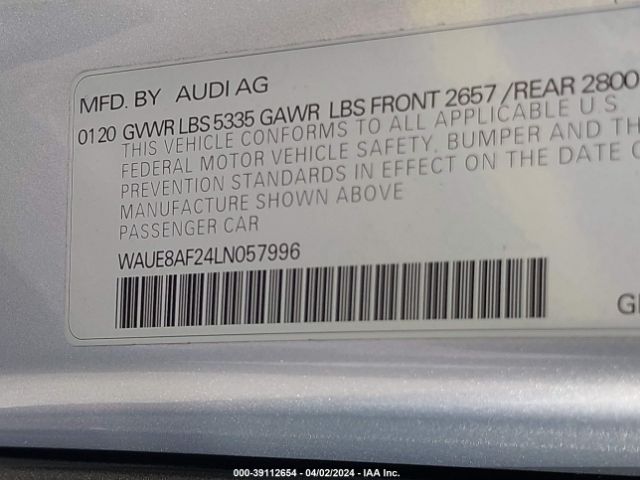 MFD. BY AUDI AG
0120 GVWR LBS 5335 GAWR LBS FRONT 2657 /REAR 2800
THIS VEHICLE CONFORMS TO ALL APPLICABLE U S
FEDERAL MOTOR VEHICLE SAFETY, BUMPER AND TH
PREVENTION STANDARDS IN EFFECT ON THE DATE O
MANUFACTURE SHOWN ABOVE
PASSENGER CAR
WAUE8AF24LN057996
GE
000-39112654 - 04/02/2024 - IAA Inc.